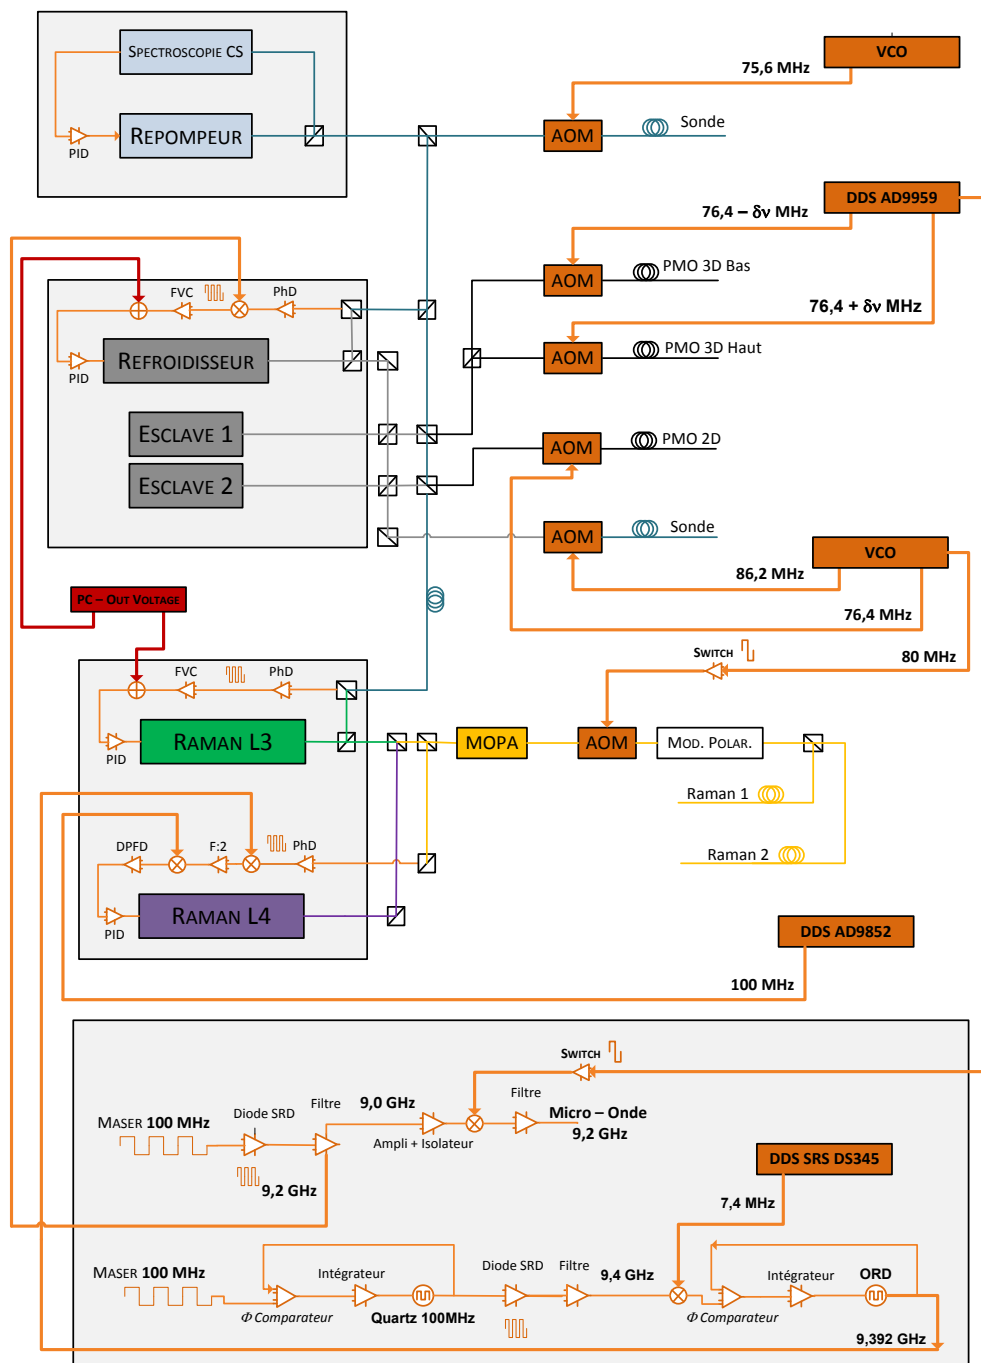 SPECTROSCOPIE CS
VCO
75,6 MHz
REPOMPEUR
PID
AOM
Sonde
DDS AD9959
76,4 – δν MHz
PMO 3D Bas
AOM
FVC
PhD
76,4 + δν MHz
REFROIDISSEUR
PID
AOM
PMO 3D Haut
ESCLAVE 1
AOM
PMO 2D
ESCLAVE 2
AOM
Sonde
VCO
86,2 MHz
76,4 MHz
PC – OUT VOLTAGE
SWITCH
80 MHz
FVC
PhD
RAMAN L3
PID
MOPA
AOM
MOD. POLAR.
Raman 1
DPFD
F:2
PhD
Raman 2
RAMAN L4
PID
DDS AD9852
100 MHz
SWITCH
Filtre
9,0 GHz
Filtre
Diode SRD
MASER 100 MHz
Micro – Onde
9,2 GHz
Ampli + Isolateur
9,2 GHz
DDS SRS DS345
7,4 MHz
MASER 100 MHz
Intégrateur
Diode SRD
Filtre
9,4 GHz
Intégrateur
ORD
Φ Comparateur
Quartz 100MHz
Φ Comparateur
9,392 GHz